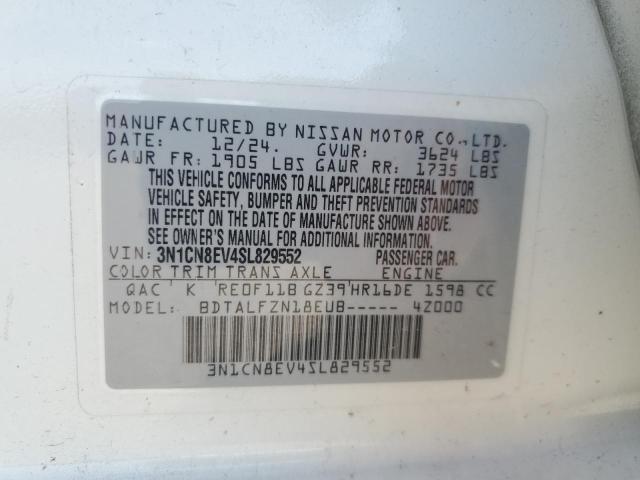 MANUFACTURED BY NISSAN MOTOR CO., LTD.
DATE: 12/24. GVWR: 3624 LBS
GAWR FR: 1905 LBS GAWR RR: 1735 LBS
THIS VEHICLE CONFORMS TO ALL APPLICABLE FEDERAL MOTOR
VEHICLE SAFETY, BUMPER AND THEFT PREVENTION STANDARDS
IN EFFECT ON THE DATE OF MANUFACTURE SHOWN ABOVE.
SEE OWNER'S MANUAL FOR ADDITIONAL INFORMATION.
VIN: 3N1CN8EV4SL829552 PASSENGER CAR.
COLOR TRIM TRANS AXLE ENGINE
QAC K RE0F11B GZ39 HR16DE 1598 CC
MODEL: BDTALFZN18EUB----- 4Z000
3N1CN8EV4SL829552